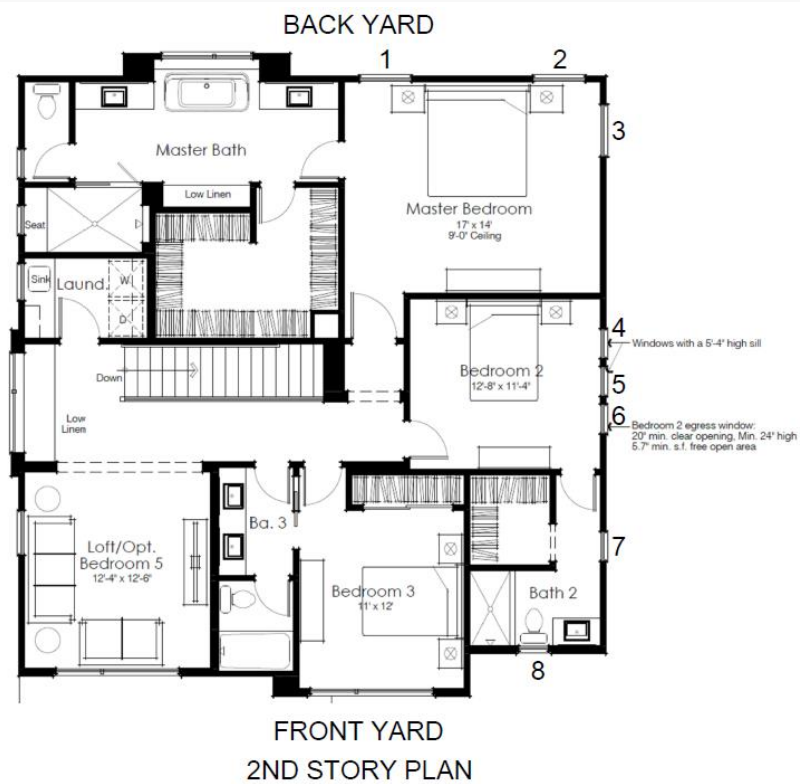 BACK YARD
1
2
3
Master Bath
Low Linen
Seat
Master Bedroom
17' x 14'
9'-0" Ceiling
Sink
Laund.
W
D
4
Windows with a 5'-4" high sill
Bedroom 2
12'-8" x 11'-4"
5
Down
6
Bedroom 2 egress window:
20" min. clear opening, Min. 24" high
5.7" min. s.f. free open area
Low
Linen
Ba. 3
Loft/Opt.
Bedroom 5
12'-4" x 12'-6"
7
Bedroom 3
11' x 12'
Bath 2
8
FRONT YARD
2ND STORY PLAN